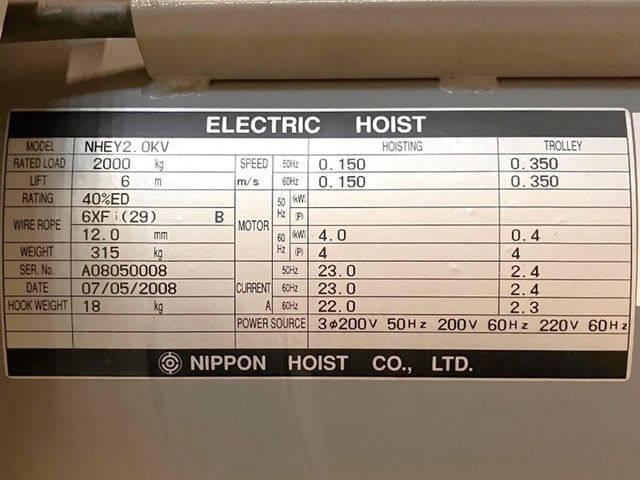 ELECTRIC HOIST
MODEL NHEY2.0KV HOISTING TROLLEY
RATED LOAD 2000 kg SPEED 50Hz 0.150 0.350
LIFT 6 m m/s 60Hz 0.150 0.350
RATING 40%ED MOTOR 50 Hz (kW)
WIRE ROPE 6XFi(29) B (P)
12.0 mm 60 Hz (kW) 4.0 0.4
WEIGHT 315 kg (P) 4 4
SER. No. A08050008 CURRENT A 50Hz 23.0 2.4
DATE 07/05/2008 60Hz 23.0 2.4
HOOK WEIGHT 18 kg 60Hz 22.0 2.3
POWER SOURCE 3φ200V 50Hz 200V 60Hz 220V 60Hz
NIPPON HOIST CO., LTD.